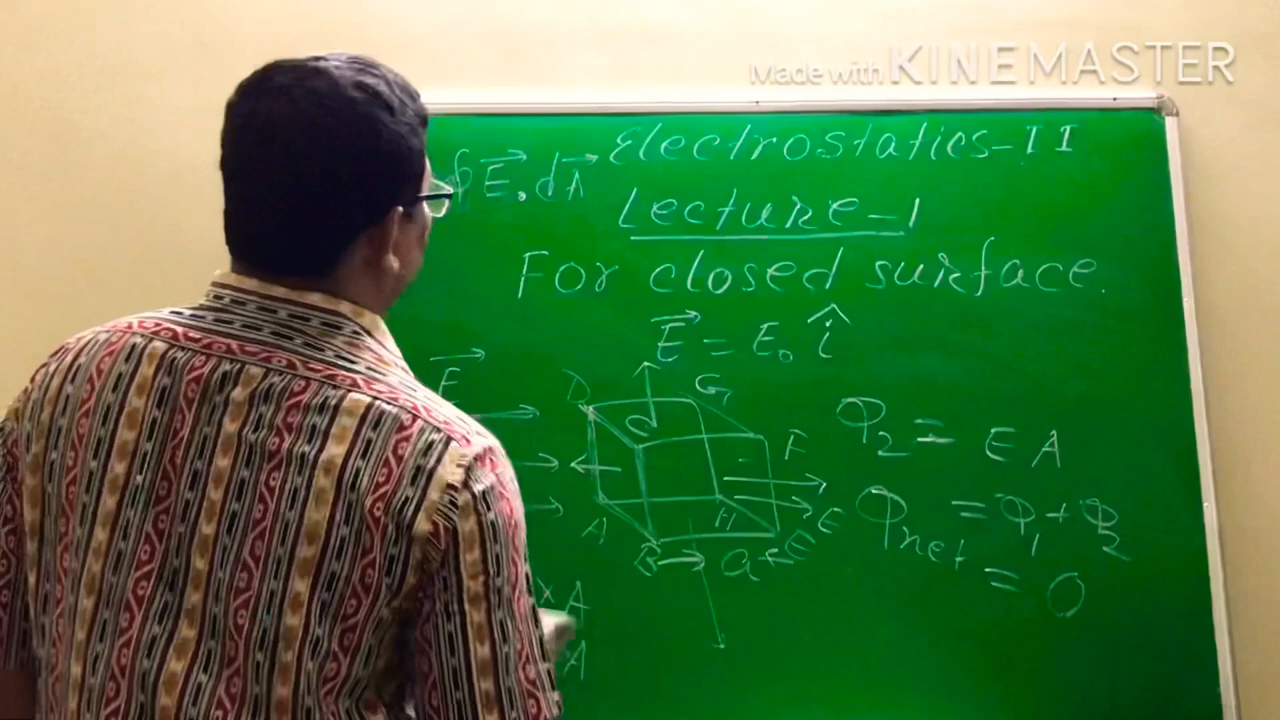 Made with KINEMASTER
Electrostatics-II
∮E⃗.dA⃗
Lecture-1
For closed surface.
E⃗ = E₀ î
E⃗
D G
C
Φ₂ = EA
F
A H E
Φnet = Φ₁ + Φ₂
B a E
= 0
× A
A